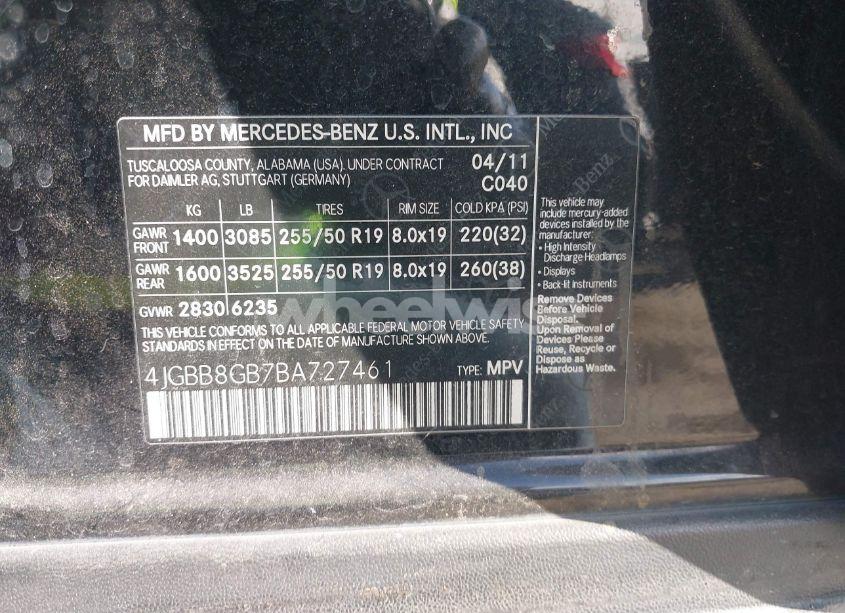 MFD BY MERCEDES-BENZ U.S. INTL., INC
TUSCALOOSA COUNTY, ALABAMA (USA). UNDER CONTRACT 04/11
FOR DAIMLER AG, STUTTGART (GERMANY) C040
KG LB TIRES RIM SIZE COLD KPA (PSI)
GAWR FRONT 1400 3085 255/50 R19 8.0x19 220(32)
GAWR REAR 1600 3525 255/50 R19 8.0x19 260(38)
GVWR 2830 6235
THIS VEHICLE CONFORMS TO ALL APPLICABLE FEDERAL MOTOR VEHICLE SAFETY
STANDARDS IN EFFECT ON THE DATE OF MANUFACTURE SHOWN ABOVE.
4JGBB8GB7BA727461 TYPE: MPV
This vehicle may
include mercury-added
devices installed by the
manufacturer:
• High Intensity
Discharge Headlamps
• Displays
• Back-lit instruments
Remove Devices
Before Vehicle
Disposal.
Upon Removal of
Devices Please
Reuse, Recycle or
Dispose as
Hazardous Waste.